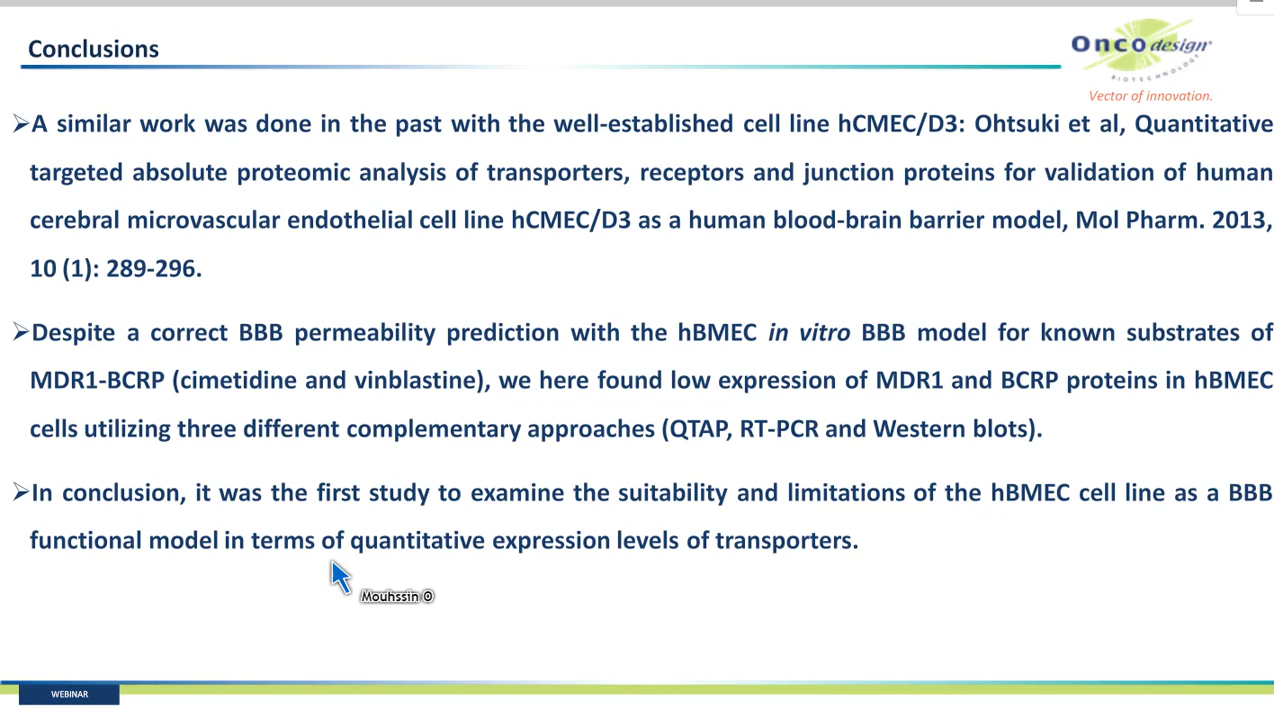 Conclusions
Oncodesign®
BIOTECHNOLOGY
Vector of innovation.
➢A similar work was done in the past with the well-established cell line hCMEC/D3: Ohtsuki et al, Quantitative
targeted absolute proteomic analysis of transporters, receptors and junction proteins for validation of human
cerebral microvascular endothelial cell line hCMEC/D3 as a human blood-brain barrier model, Mol Pharm. 2013,
10 (1): 289-296.
➢Despite a correct BBB permeability prediction with the hBMEC in vitro BBB model for known substrates of
MDR1-BCRP (cimetidine and vinblastine), we here found low expression of MDR1 and BCRP proteins in hBMEC
cells utilizing three different complementary approaches (QTAP, RT-PCR and Western blots).
➢In conclusion, it was the first study to examine the suitability and limitations of the hBMEC cell line as a BBB
functional model in terms of quantitative expression levels of transporters.
Mouhssin O
WEBINAR